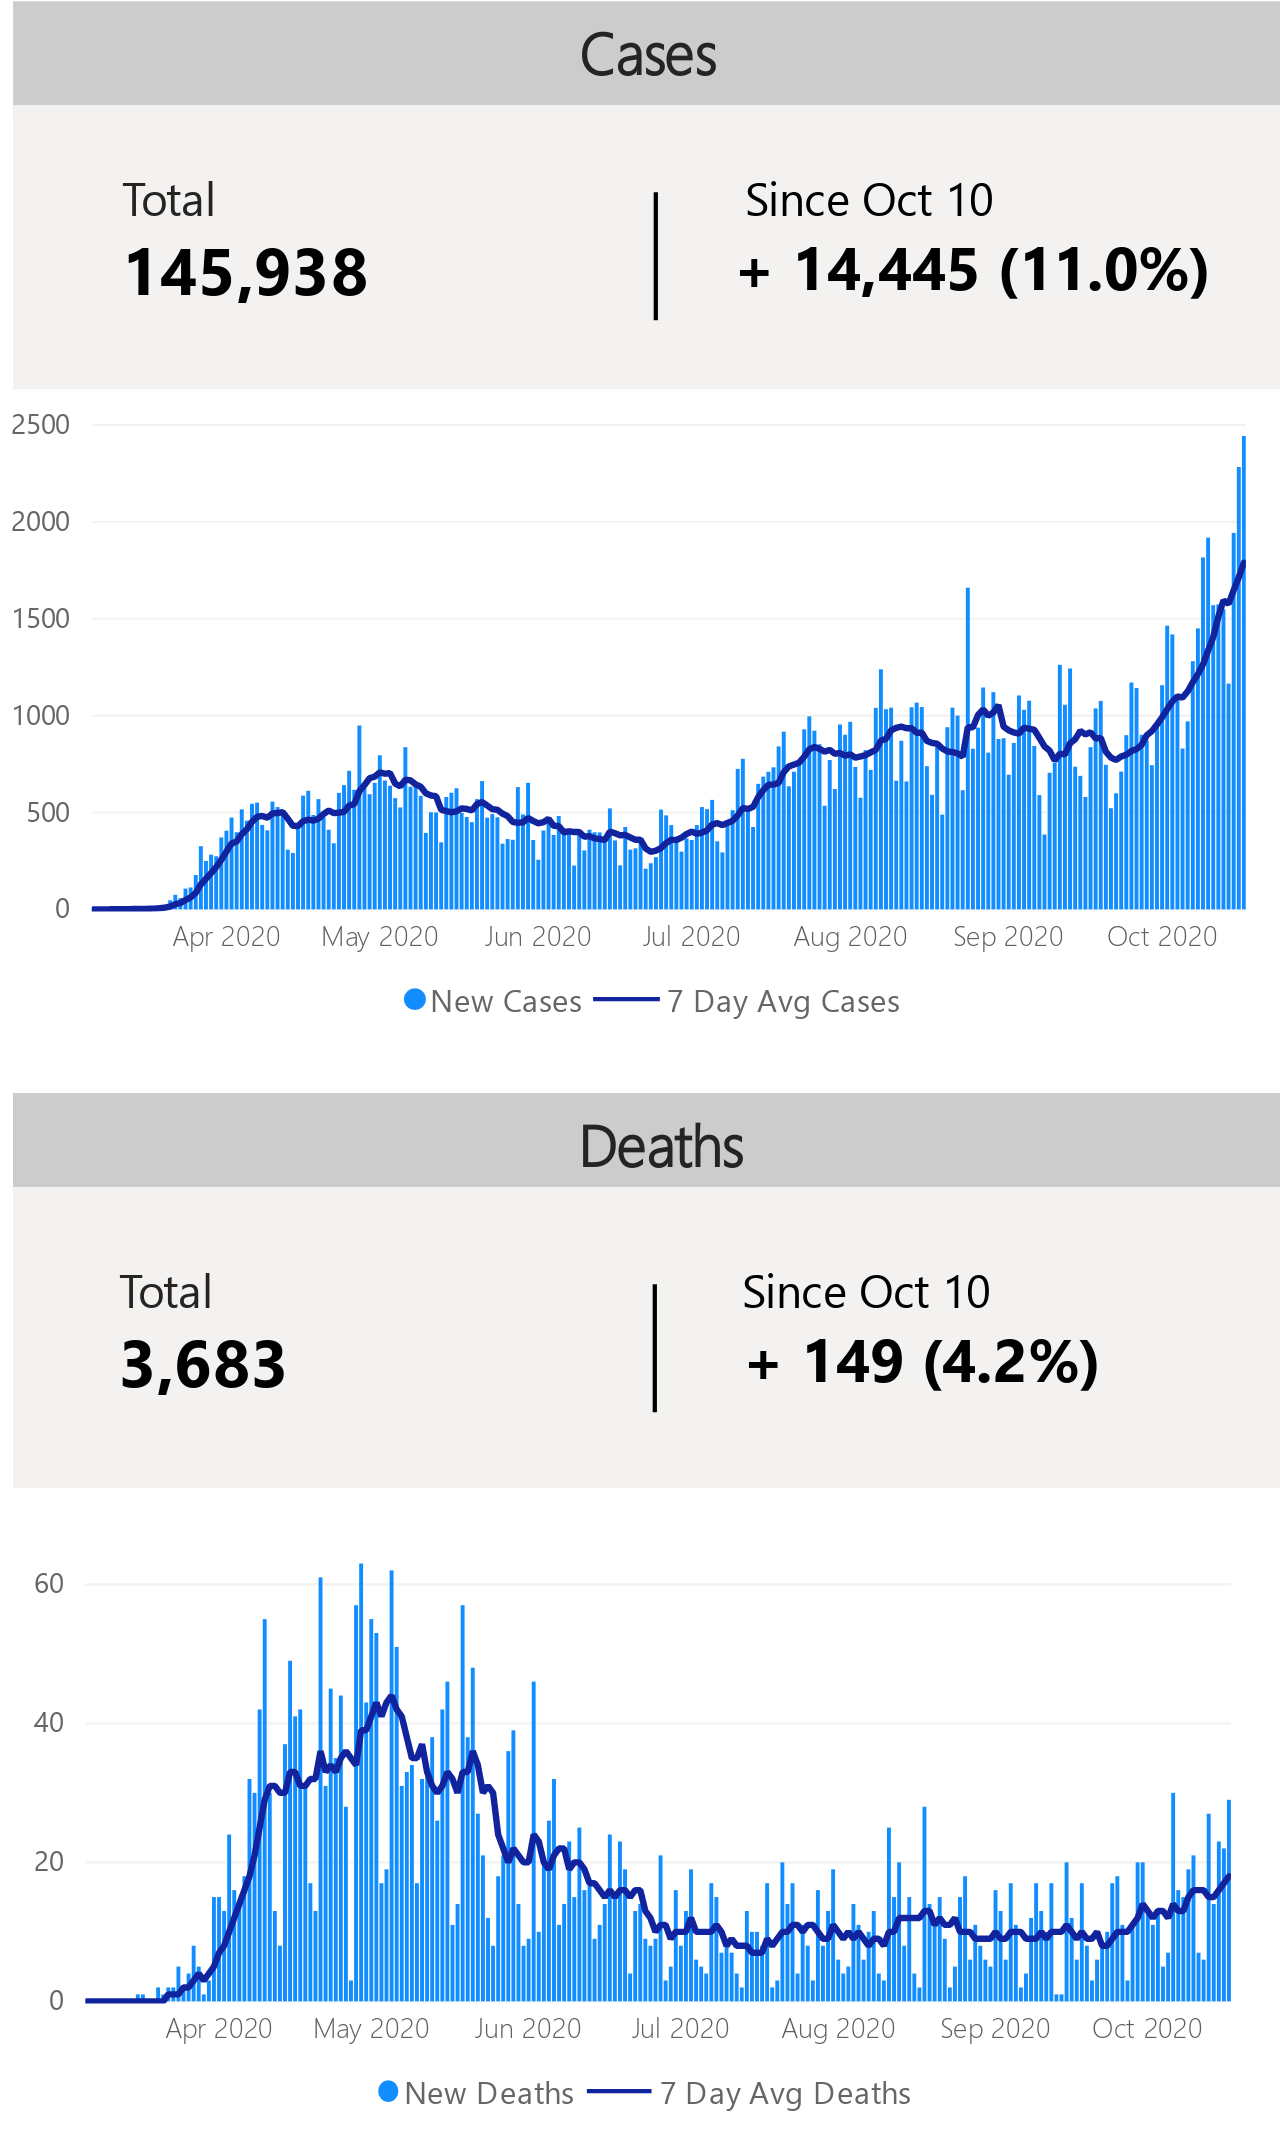 Cases
Total
Since Oct 10
145,938
+ 14,445 (11.0%)
2500
2000
1500
1000
500
0
Apr 2020 May 2020 Jun 2020 Jul 2020 Aug 2020 Sep 2020 Oct 2020
New Cases 7 Day Avg Cases
Deaths
Total
Since Oct 10
3,683
+ 149 (4.2%)
60
40
20
0
Apr 2020 May 2020 Jun 2020 Jul 2020 Aug 2020 Sep 2020 Oct 2020
New Deaths 7 Day Avg Deaths